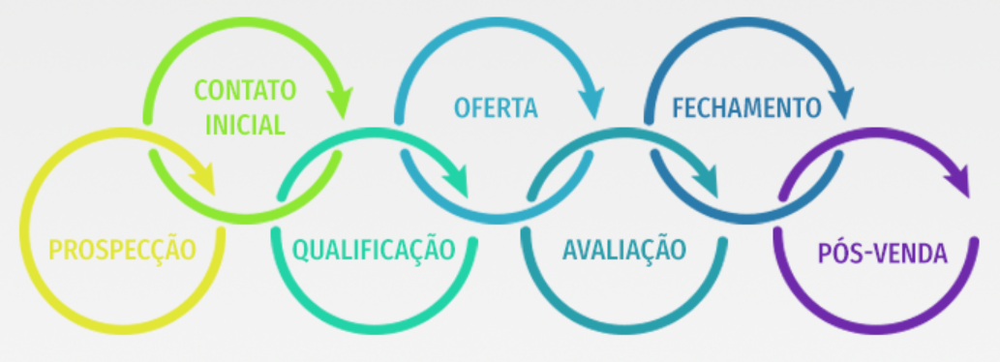 PROSPECÇÃO
CONTATO
INICIAL
QUALIFICAÇÃO
OFERTA
AVALIAÇÃO
FECHAMENTO
PÓS-VENDA